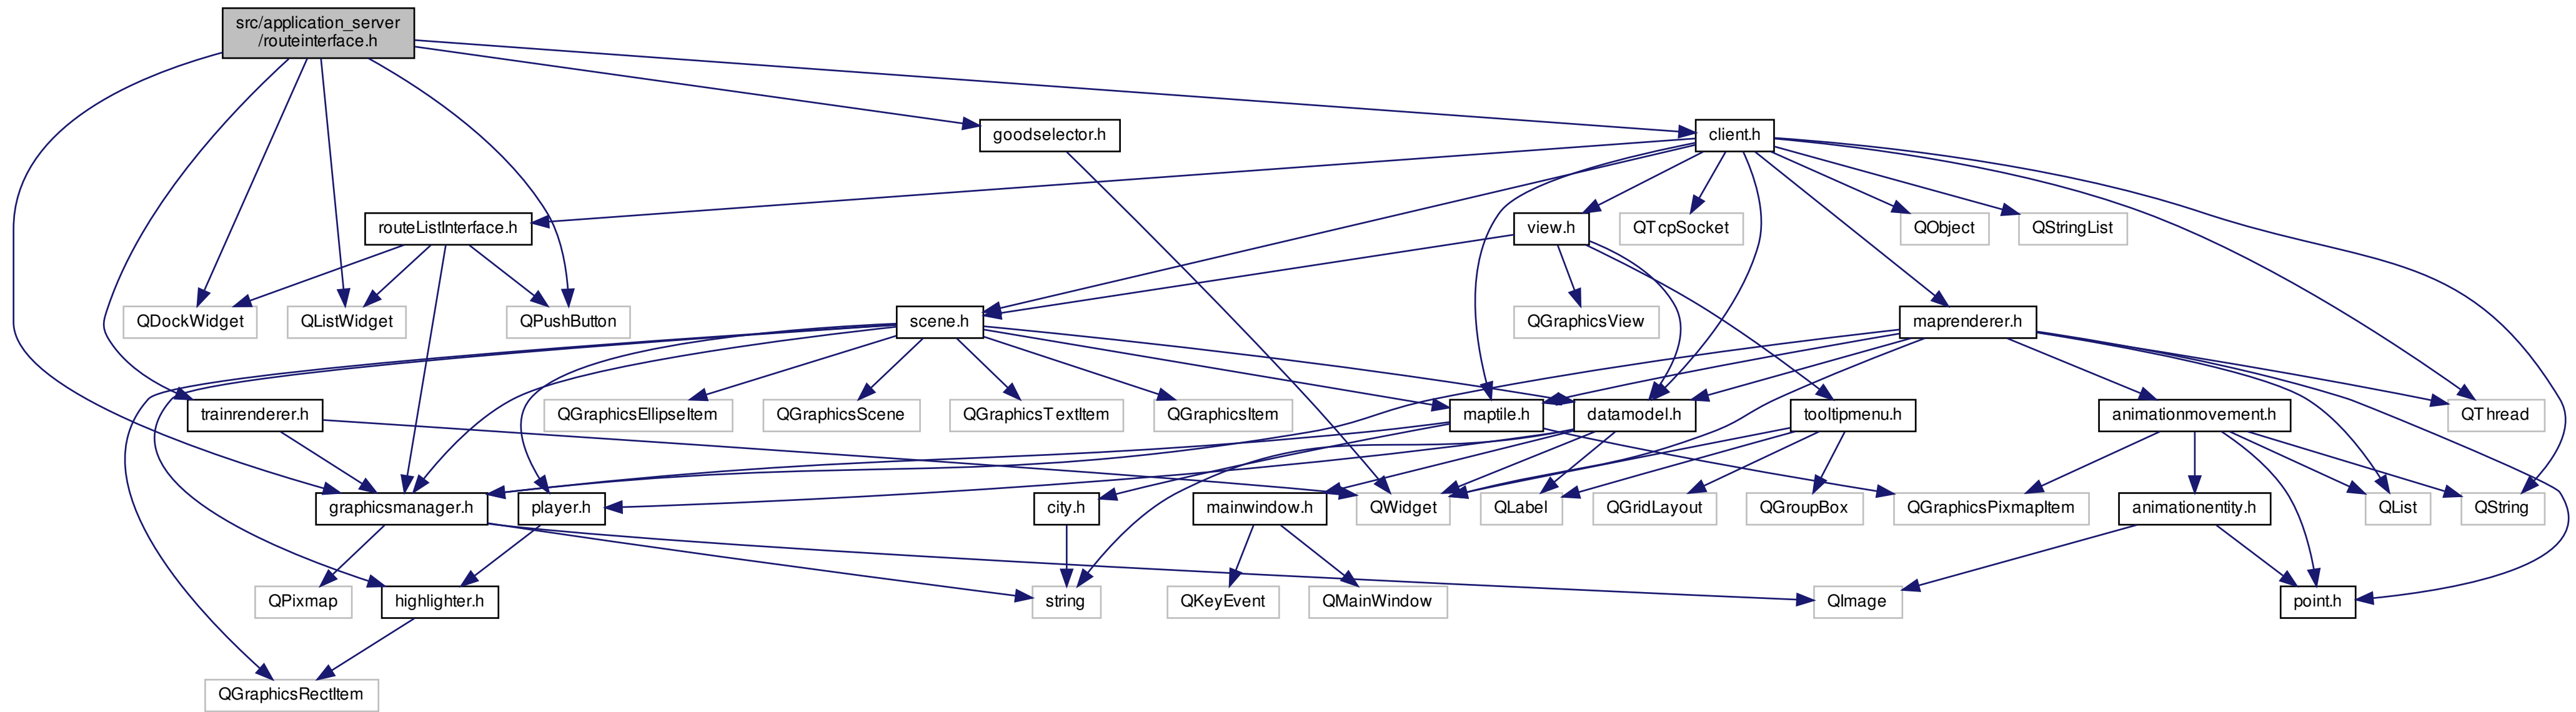 src/application_server
/routeinterface.h
goodselector.h
client.h
routeListInterface.h
view.h
QTcpSocket
QObject
QStringList
QDockWidget
QListWidget
QPushButton
scene.h
QGraphicsView
maprenderer.h
trainrenderer.h
QGraphicsEllipseItem
QGraphicsScene
QGraphicsTextItem
QGraphicsItem
maptile.h
datamodel.h
tooltipmenu.h
animationmovement.h
QThread
graphicsmanager.h
player.h
city.h
mainwindow.h
QWidget
QLabel
QGridLayout
QGroupBox
QGraphicsPixmapItem
animationentity.h
QList
QString
QPixmap
highlighter.h
string
QKeyEvent
QMainWindow
QImage
point.h
QGraphicsRectItem